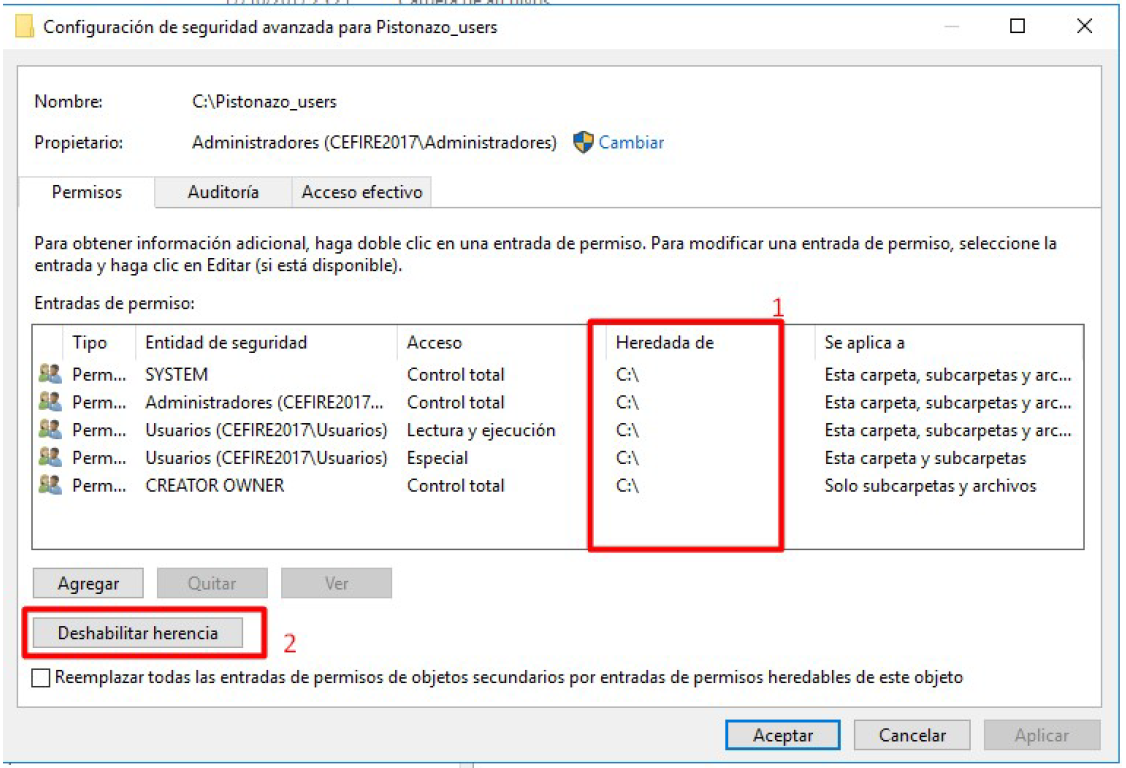 Configuración de seguridad avanzada para Pistonazo_users
Nombre: C:\Pistonazo_users
Propietario: Administradores (CEFIRE2017\Administradores) Cambiar
Permisos Auditoría Acceso efectivo
Para obtener información adicional, haga doble clic en una entrada de permiso. Para modificar una entrada de permiso, seleccione la
entrada y haga clic en Editar (si está disponible).
Entradas de permiso:
1
Tipo Entidad de seguridad Acceso Heredada de Se aplica a
Perm... SYSTEM Control total C:\ Esta carpeta, subcarpetas y arc...
Perm... Administradores (CEFIRE2017... Control total C:\ Esta carpeta, subcarpetas y arc...
Perm... Usuarios (CEFIRE2017\Usuarios) Lectura y ejecución C:\ Esta carpeta, subcarpetas y arc...
Perm... Usuarios (CEFIRE2017\Usuarios) Especial C:\ Esta carpeta y subcarpetas
Perm... CREATOR OWNER Control total C:\ Solo subcarpetas y archivos
Agregar Quitar Ver
Deshabilitar herencia 2
Reemplazar todas las entradas de permisos de objetos secundarios por entradas de permisos heredables de este objeto
Aceptar Cancelar Aplicar